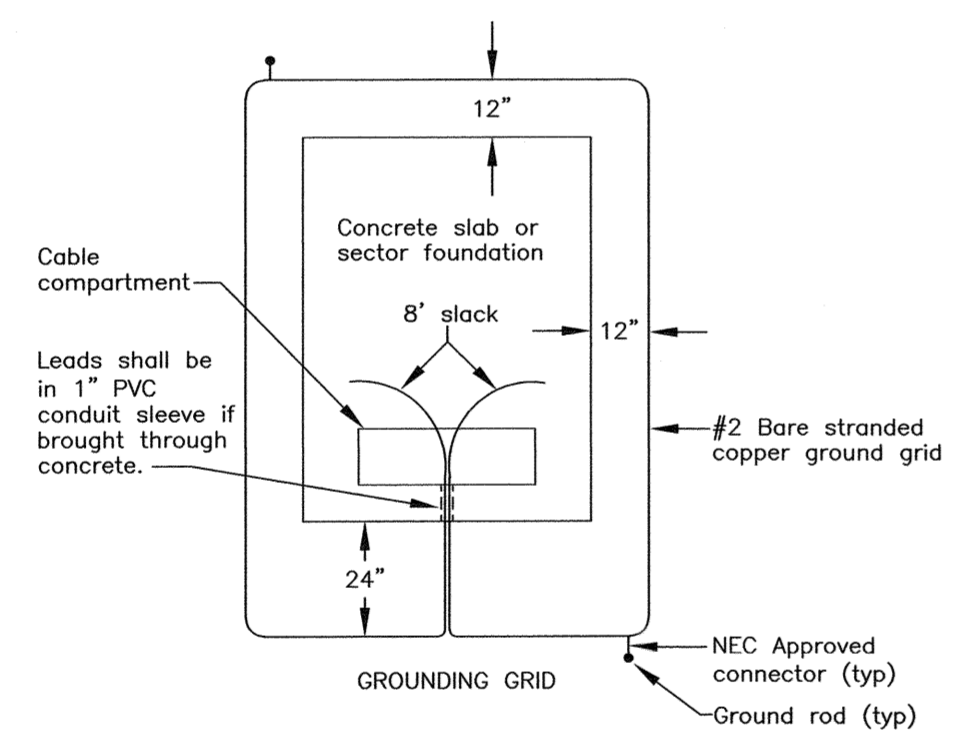 12”
Concrete slab or
sector foundation
Cable
compartment
8’ slack
12”
Leads shall be
in 1” PVC
conduit sleeve if
brought through
concrete.
#2 Bare stranded
copper ground grid
24”
NEC Approved
connector (typ)
GROUNDING GRID
Ground rod (typ)